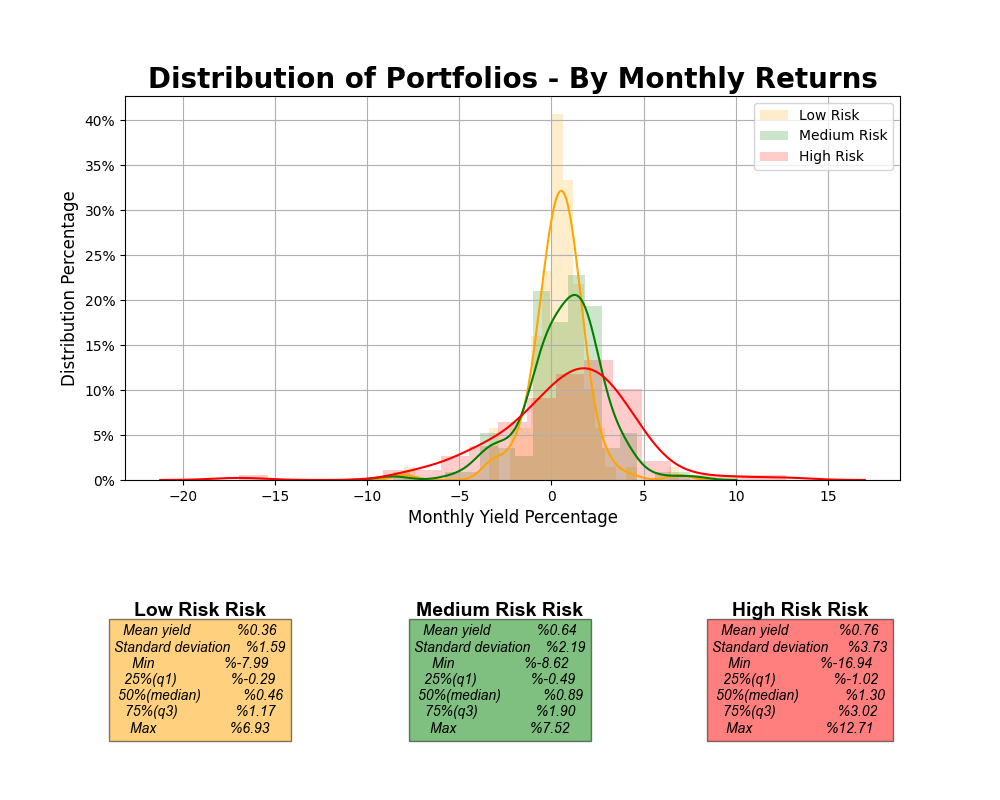 Distribution of Portfolios - By Monthly Returns
Low Risk
Medium Risk
High Risk
Distribution Percentage
40%
35%
30%
25%
20%
15%
10%
5%
0%
−20 −15 −10 −5 0 5 10 15
Monthly Yield Percentage
Low Risk Risk
Mean yield %0.36
Standard deviation %1.59
Min %-7.99
25%(q1) %-0.29
50%(median) %0.46
75%(q3) %1.17
Max %6.93
Medium Risk Risk
Mean yield %0.64
Standard deviation %2.19
Min %-8.62
25%(q1) %-0.49
50%(median) %0.89
75%(q3) %1.90
Max %7.52
High Risk Risk
Mean yield %0.76
Standard deviation %3.73
Min %-16.94
25%(q1) %-1.02
50%(median) %1.30
75%(q3) %3.02
Max %12.71